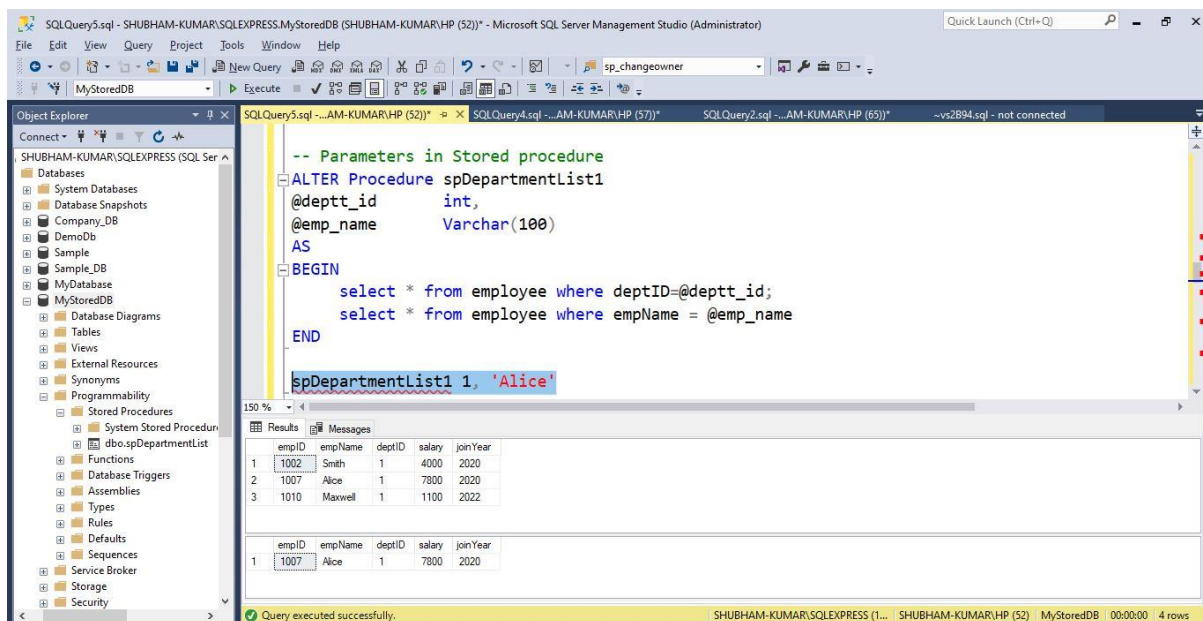 SQLQuery5.sql - SHUBHAM-KUMAR\SQLEXPRESS.MyStoredDB (SHUBHAM-KUMAR\HP (52))* - Microsoft SQL Server Management Studio (Administrator)
Quick Launch (Ctrl+Q)
File Edit View Query Project Tools Window Help
New Query
sp_changeowner
MyStoredDB
Execute
Object Explorer
SQLQuery5.sql -...AM-KUMAR\HP (52))*
SQLQuery4.sql -...AM-KUMAR\HP (57))*
SQLQuery2.sql -...AM-KUMAR\HP (65))*
~vs2B94.sql - not connected
Connect
SHUBHAM-KUMAR\SQLEXPRESS (SQL Ser
Databases
System Databases
Database Snapshots
Company_DB
DemoDb
Sample
Sample_DB
MyDatabase
MyStoredDB
Database Diagrams
Tables
Views
External Resources
Synonyms
Programmability
Stored Procedures
System Stored Procedur
dbo.spDepartmentList
Functions
Database Triggers
Assemblies
Types
Rules
Defaults
Sequences
Service Broker
Storage
Security
-- Parameters in Stored procedure
ALTER Procedure spDepartmentList1
@deptt_id int,
@emp_name Varchar(100)
AS
BEGIN
select * from employee where deptID=@deptt_id;
select * from employee where empName = @emp_name
END
spDepartmentList1 1, 'Alice'
150 %
Results Messages
empID empName deptID salary joinYear
1 1002 Smith 1 4000 2020
2 1007 Alice 1 7800 2020
3 1010 Maxwell 1 1100 2022
empID empName deptID salary joinYear
1 1007 Alice 1 7800 2020
Query executed successfully.
SHUBHAM-KUMAR\SQLEXPRESS (1... SHUBHAM-KUMAR\HP (52) MyStoredDB 00:00:00 4 rows